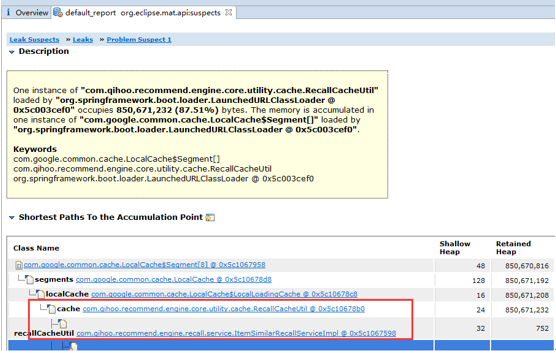 Overview default_report org.eclipse.mat.api:suspects
Leak Suspects » Leaks » Problem Suspect 1
Description
One instance of "com.qihoo.recommend.engine.core.utility.cache.RecallCacheUtil"
loaded by "org.springframework.boot.loader.LaunchedURLClassLoader @
0x5c003cef0" occupies 850,671,232 (87.51%) bytes. The memory is accumulated in
one instance of "com.google.common.cache.LocalCache$Segment[]" loaded by
"org.springframework.boot.loader.LaunchedURLClassLoader @ 0x5c003cef0".
Keywords
com.google.common.cache.LocalCache$Segment[]
com.qihoo.recommend.engine.core.utility.cache.RecallCacheUtil
org.springframework.boot.loader.LaunchedURLClassLoader @ 0x5c003cef0
Shortest Paths To the Accumulation Point
Class Name Shallow Heap Retained Heap
com.google.common.cache.LocalCache$Segment[8] @ 0x5c1067958 48 850,670,816
segments com.google.common.cache.LocalCache @ 0x5c10678d8 128 850,671,192
localCache com.google.common.cache.LocalCache$LocalLoadingCache @ 0x5c10678c8 16 850,671,208
cache com.qihoo.recommend.engine.core.utility.cache.RecallCacheUtil @ 0x5c10678b0 24 850,671,232
recallCacheUtil com.qihoo.recommend.engine.recall.service.ItemSimilarRecallServiceImpl @ 0x5c1067598 32 752